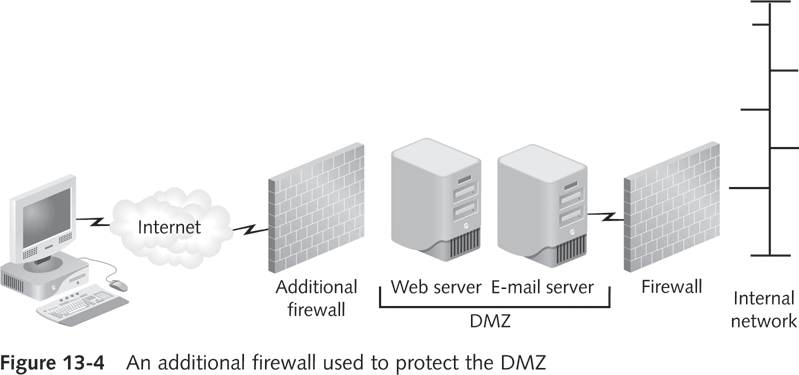 Internet
Additional
firewall
Web server
E-mail server
DMZ
Firewall
Internal
network
Figure 13-4 An additional firewall used to protect the DMZ